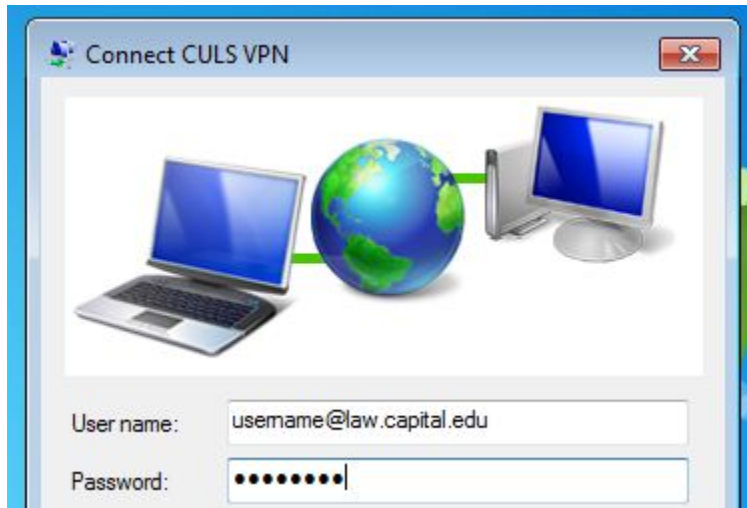 Connect CULS VPN
User name:
username@law.capital.edu
Password:
••••••••